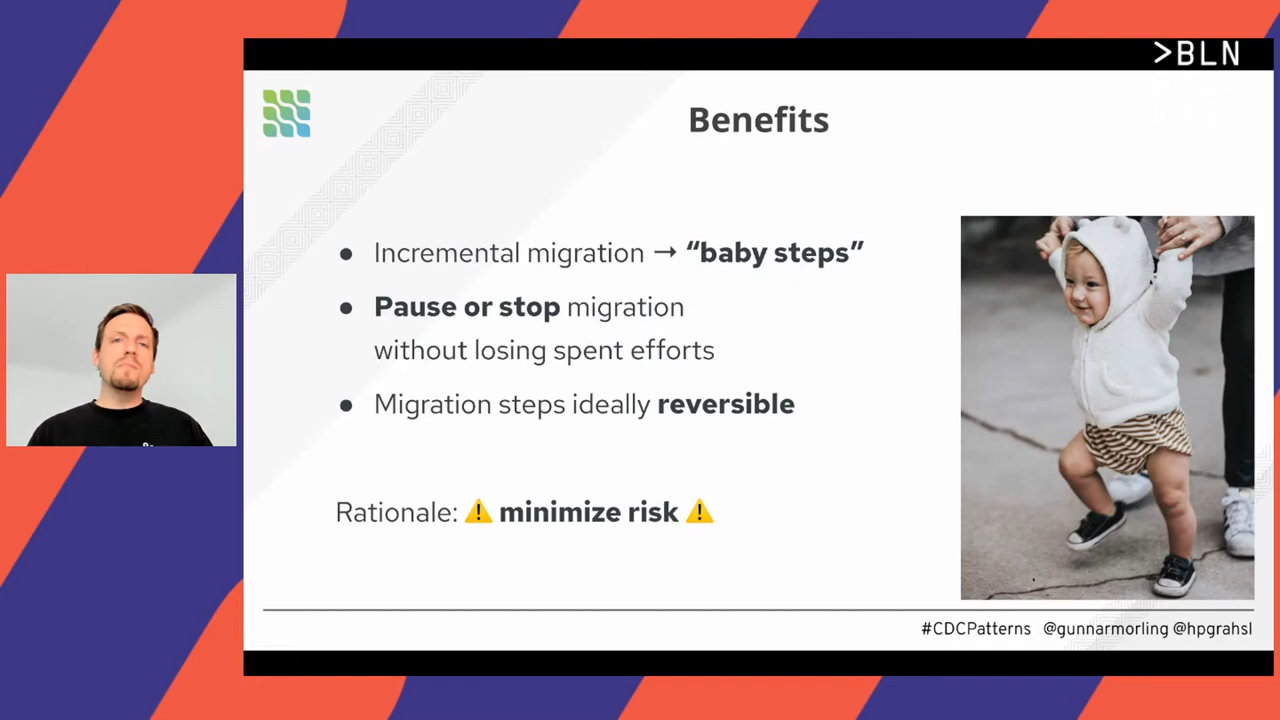 >BLN
Benefits
● Incremental migration → “baby steps”
● Pause or stop migration
without losing spent efforts
● Migration steps ideally reversible
Rationale: ⚠️ minimize risk ⚠️
#CDCPatterns @gunnarmorling @hpgrahsl